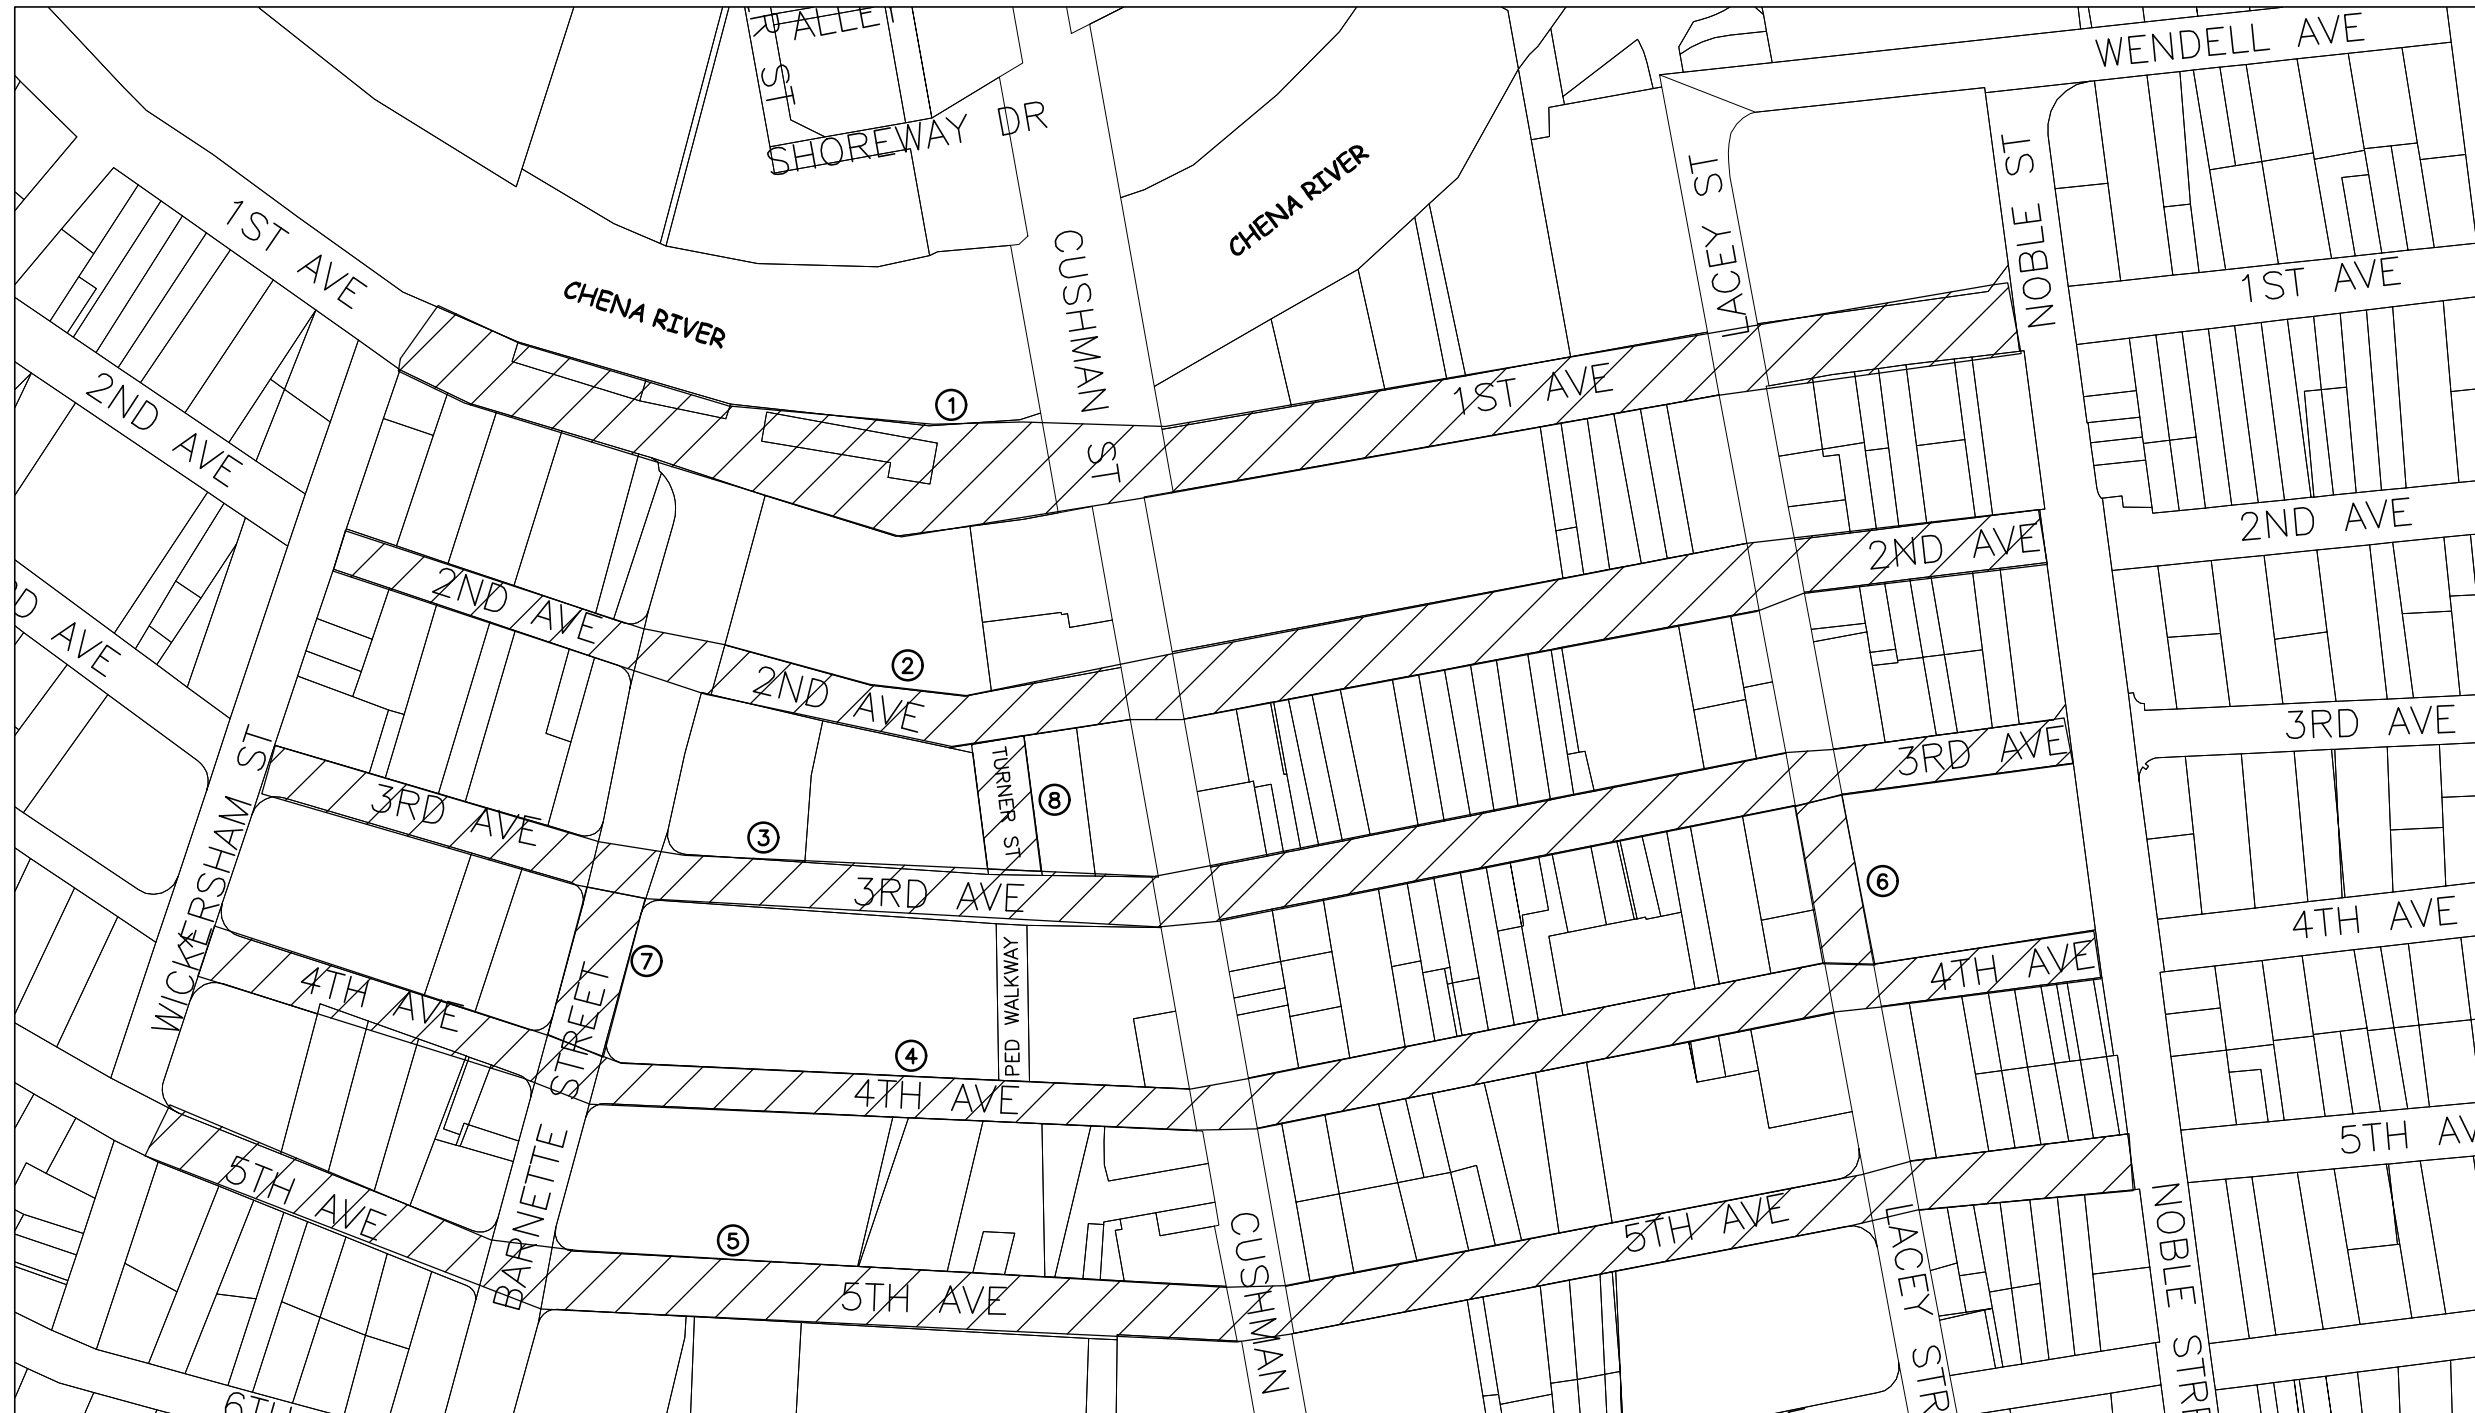 ALLEY
R ST
WENDELL AVE
SHOREWAY DR
CHENA RIVER
LACEY ST
NOBLE ST
1ST AVE
CUSHMAN ST
1ST AVE
CHENA RIVER
①
1ST AVE
2ND AVE
2ND AVE
2ND AVE
2ND AVE
②
2ND AVE
RD AVE
3RD AVE
3RD AVE
WICKERSHAM ST
TURNER ST
⑧
3RD AVE
③
3RD AVE
⑥
4TH AVE
⑦
PED WALKWAY
4TH AVE
4TH AVE
④
4TH AVE
BARNETTE STREET
5TH AV
5TH AVE
⑤
5TH AVE
5TH AVE
CUSHMAN
LACEY STR
NOBLE STRE
6TH